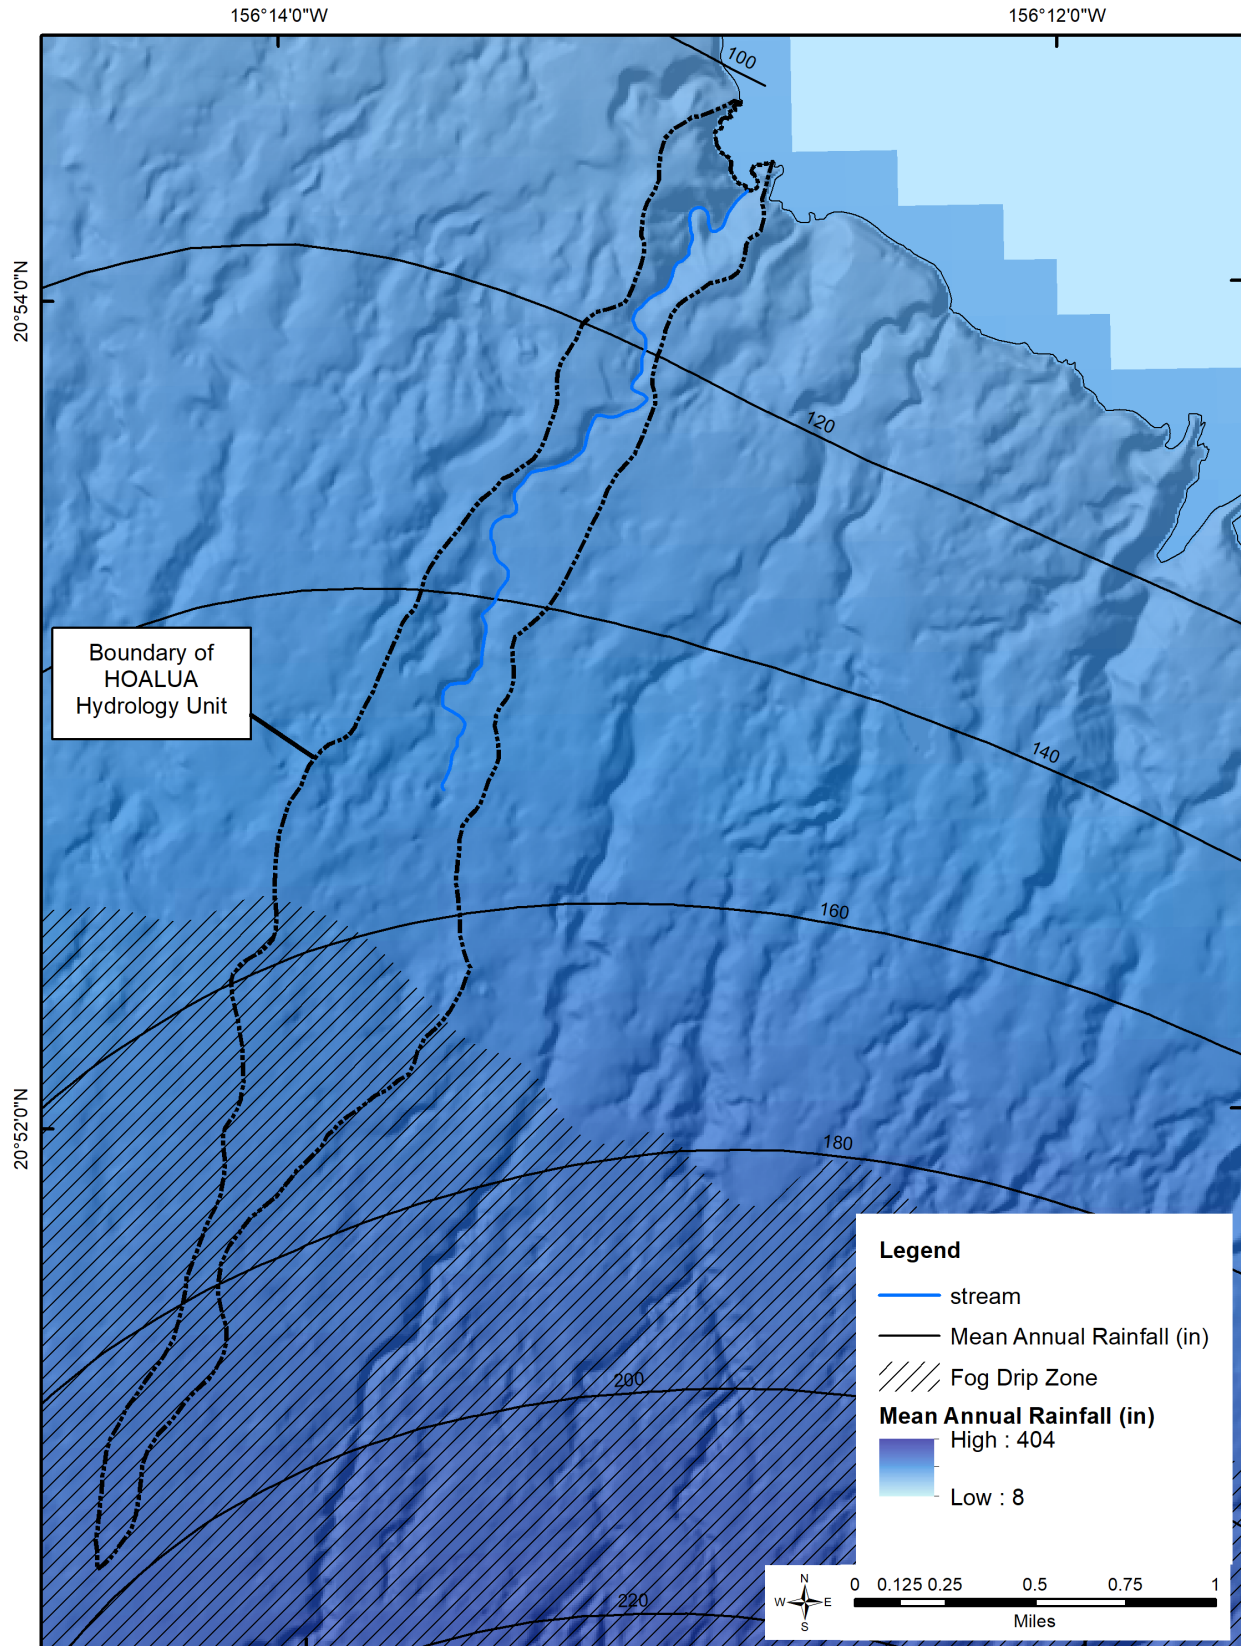 156°14'0"W
156°12'0"W
100
20°54'0"N
120
Boundary of
HOALUA
Hydrology Unit
140
160
20°52'0"N
180
200
220
Legend
stream
Mean Annual Rainfall (in)
Fog Drip Zone
Mean Annual Rainfall (in)
High : 404
Low : 8
N
W
E
S
0 0.125 0.25 0.5 0.75 1
Miles